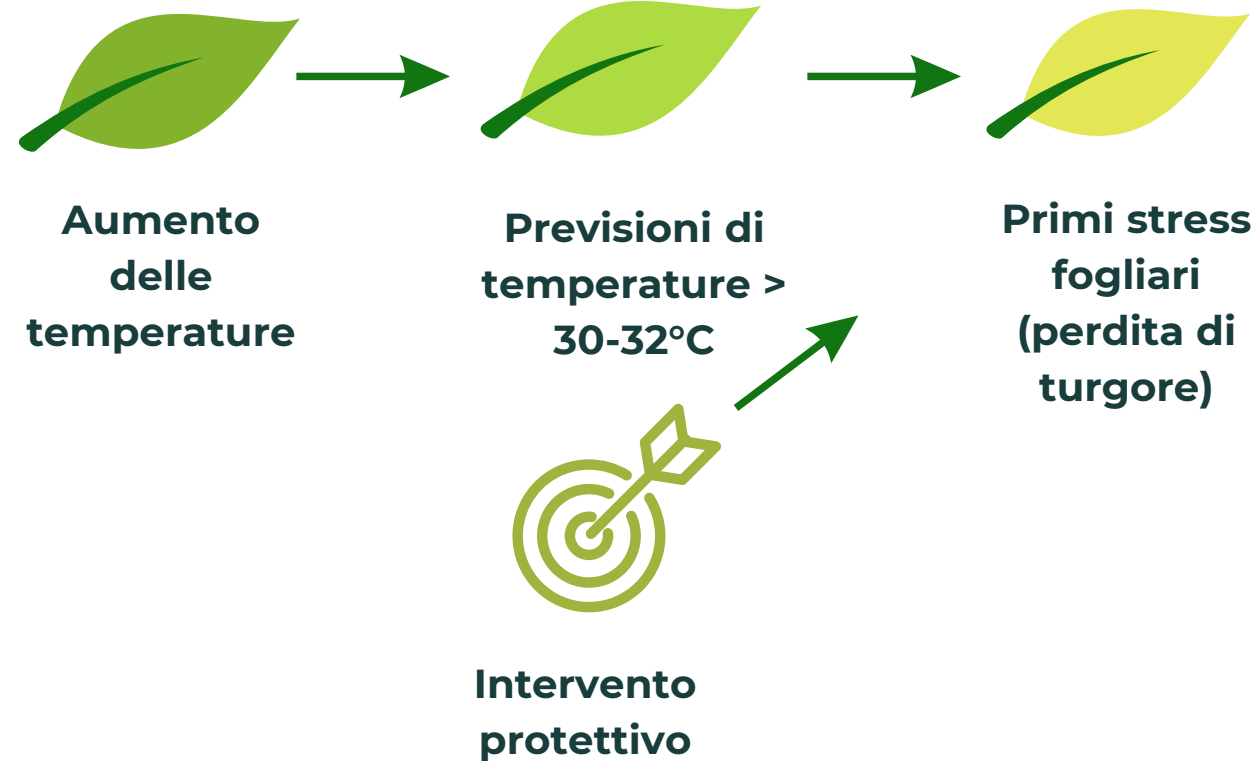 Aumento
delle
temperature
Previsioni di
temperature >
30-32°C
Primi stress
fogliari
(perdita di
turgore)
Intervento
protettivo